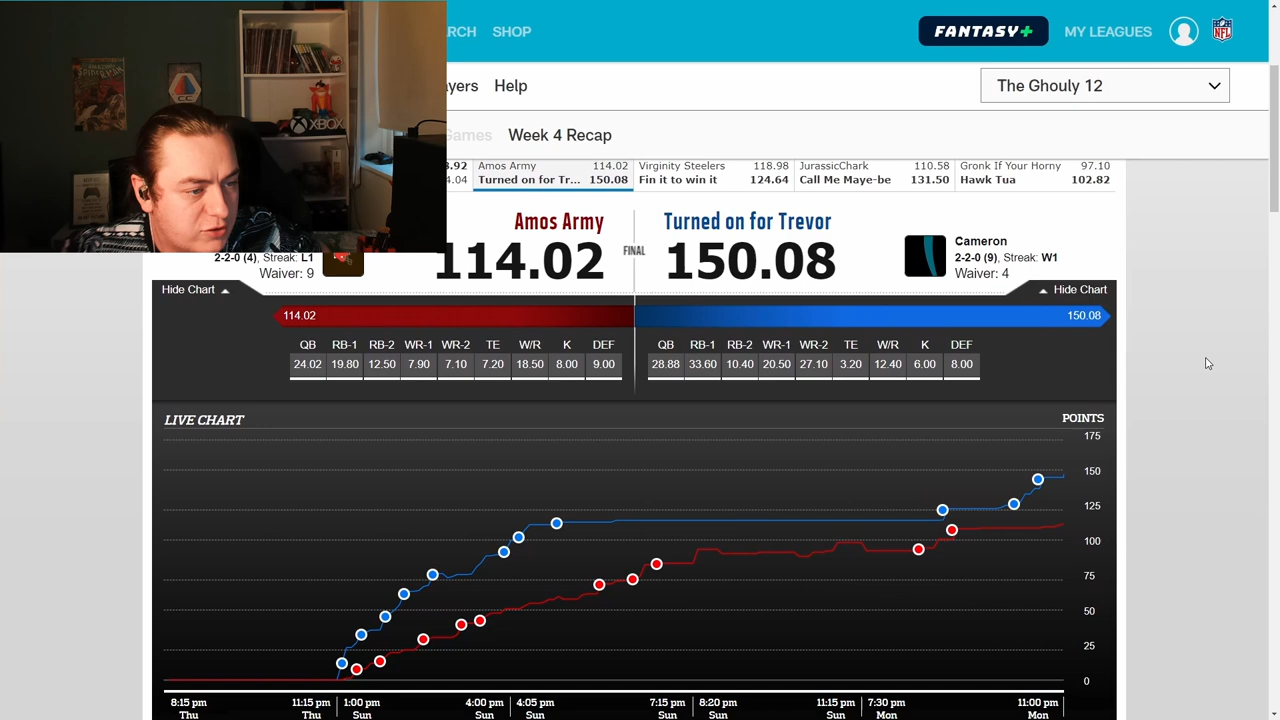 RCH SHOP
FANTASY+ MY LEAGUES
NFL
ayers Help
The Ghouly 12
Games Week 4 Recap
8.92 Amos Army 114.02 Virginity Steelers 118.98 JurassicChark 110.58 Gronk If Your Horny 97.10
4.04 Turned on for Tr... 150.08 Fin it to win it 124.64 Call Me Maye-be 131.50 Hawk Tua 102.82
Amos Army Turned on for Trevor
114.02 FINAL 150.08
2-2-0 (4), Streak: L1
Waiver: 9
Cameron
2-2-0 (9), Streak: W1
Waiver: 4
Hide Chart Hide Chart
114.02 150.08
QB RB-1 RB-2 WR-1 WR-2 TE W/R K DEF QB RB-1 RB-2 WR-1 WR-2 TE W/R K DEF
24.02 19.80 12.50 7.90 7.10 7.20 18.50 8.00 9.00 28.88 33.60 10.40 20.50 27.10 3.20 12.40 6.00 8.00
LIVE CHART POINTS
175
150
125
100
75
50
25
0
8:15 pm 11:15 pm 1:00 pm 4:00 pm 4:05 pm 7:15 pm 8:20 pm 11:15 pm 7:30 pm 11:00 pm
Thu Thu Sun Sun Sun Sun Sun Sun Mon Mon
XBOX
CC